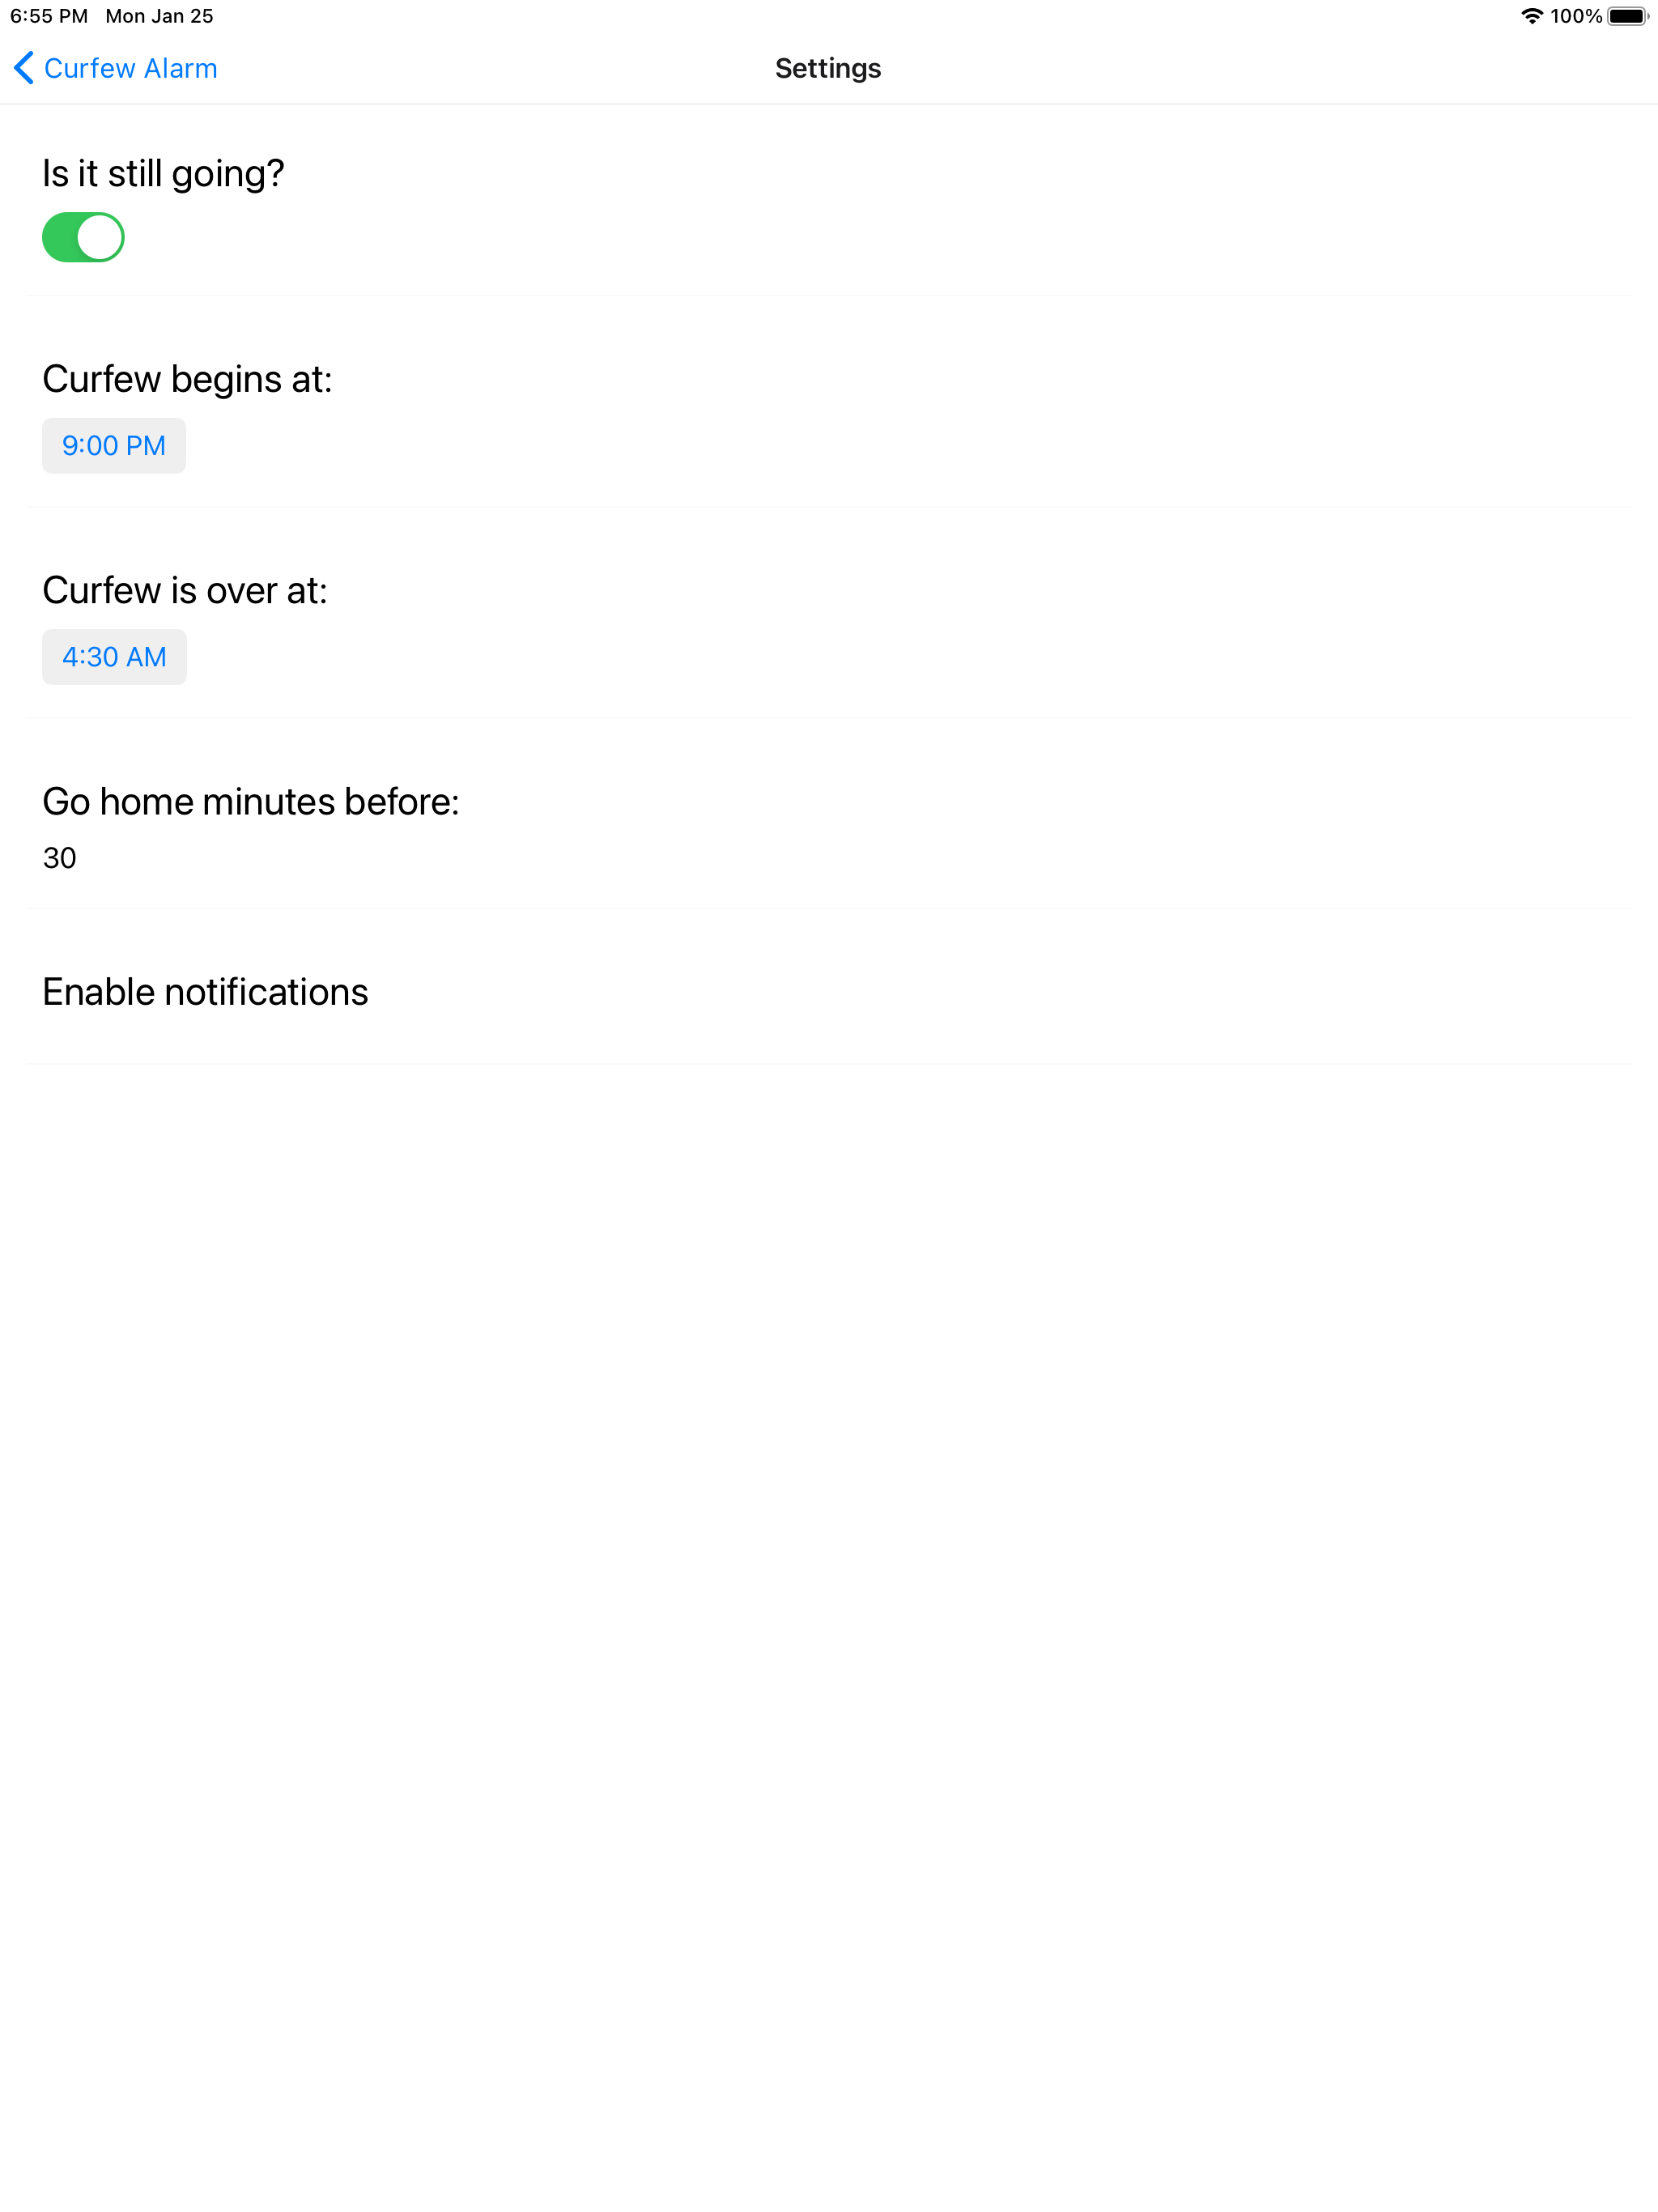 6:55 PM Mon Jan 25 100%
Curfew Alarm Settings
Is it still going?
Curfew begins at:
9:00 PM
Curfew is over at:
4:30 AM
Go home minutes before:
30
Enable notifications